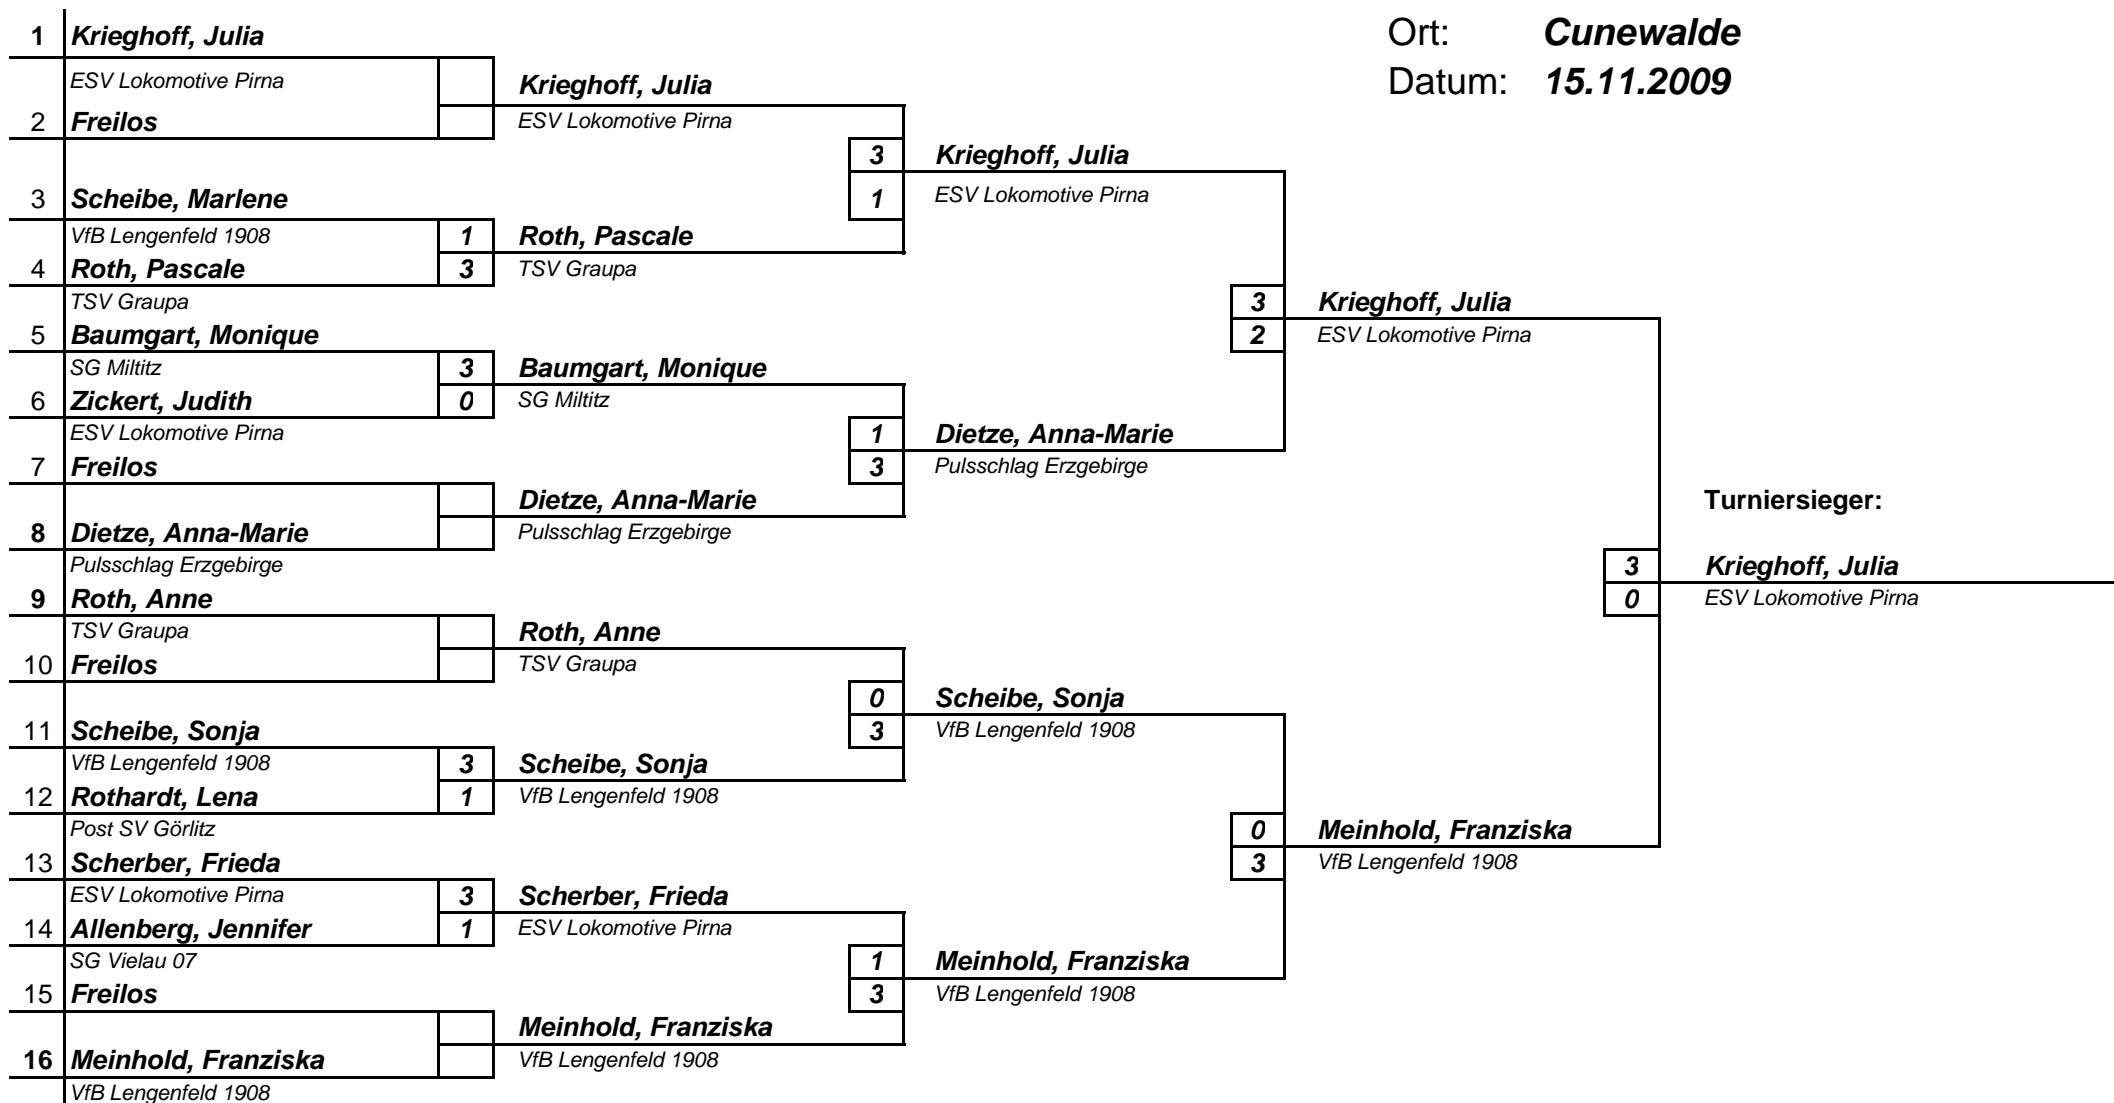 Ort: Cunewalde
Datum: 15.11.2009
1 Krieghoff, Julia
ESV Lokomotive Pirna
2 Freilos
3 Scheibe, Marlene
VfB Lengenfeld 1908 1
4 Roth, Pascale 3
TSV Graupa
5 Baumgart, Monique
SG Miltitz 3
6 Zickert, Judith 0
ESV Lokomotive Pirna
7 Freilos
8 Dietze, Anna-Marie
Pulsschlag Erzgebirge
9 Roth, Anne
TSV Graupa
10 Freilos
11 Scheibe, Sonja
VfB Lengenfeld 1908 3
12 Rothardt, Lena 1
Post SV Görlitz
13 Scherber, Frieda
ESV Lokomotive Pirna 3
14 Allenberg, Jennifer 1
SG Vielau 07
15 Freilos
16 Meinhold, Franziska
VfB Lengenfeld 1908
Krieghoff, Julia
ESV Lokomotive Pirna
3
1
Roth, Pascale
TSV Graupa
Baumgart, Monique
SG Miltitz
1
3
Dietze, Anna-Marie
Pulsschlag Erzgebirge
Roth, Anne
TSV Graupa
0
3
Scheibe, Sonja
VfB Lengenfeld 1908
Scherber, Frieda
ESV Lokomotive Pirna
1
3
Meinhold, Franziska
VfB Lengenfeld 1908
Krieghoff, Julia
ESV Lokomotive Pirna
3
2
Dietze, Anna-Marie
Pulsschlag Erzgebirge
Scheibe, Sonja
VfB Lengenfeld 1908
0
3
Meinhold, Franziska
VfB Lengenfeld 1908
Krieghoff, Julia
ESV Lokomotive Pirna
3
0
Meinhold, Franziska
VfB Lengenfeld 1908
Turniersieger:
Krieghoff, Julia
ESV Lokomotive Pirna